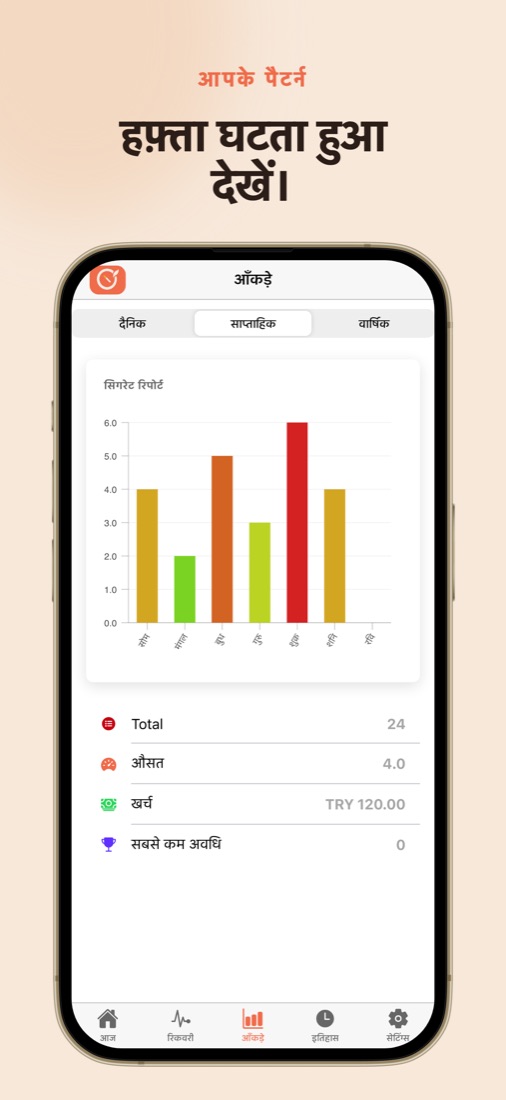 आपके पैटर्न
हफ़्ता घटता हुआ
देखें।
आँकड़े
दैनिक
साप्ताहिक
वार्षिक
सिगरेट रिपोर्ट
6.0
5.0
4.0
3.0
2.0
1.0
0.0
सोम
मंगल
बुध
गुरु
शुक्र
शनि
रवि
Total 24
औसत 4.0
खर्च TRY 120.00
सबसे कम अवधि 0
आज
रिकवरी
आँकड़े
इतिहास
सेटिंग्स